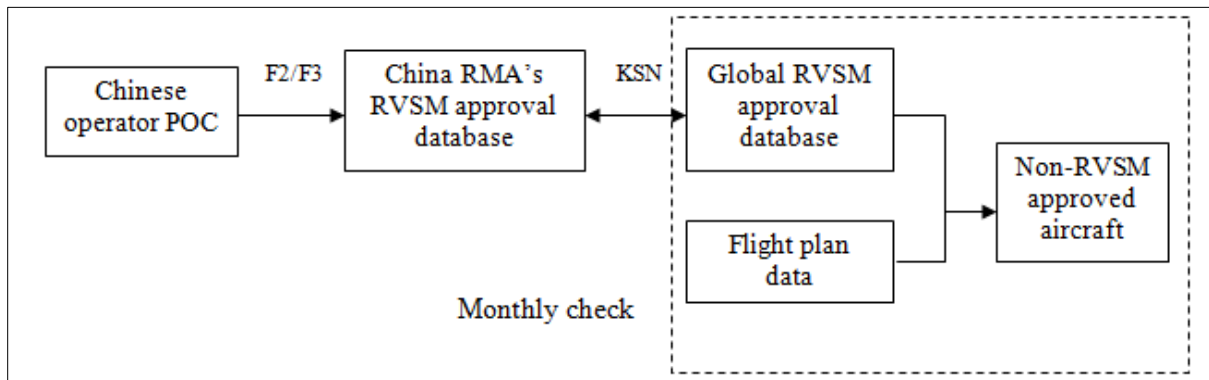 Chinese
operator POC
F2/F3
China RMA's
RVSM approval
database
KSN
Global RVSM
approval
database
Flight plan
data
Non-RVSM
approved
aircraft
Monthly check